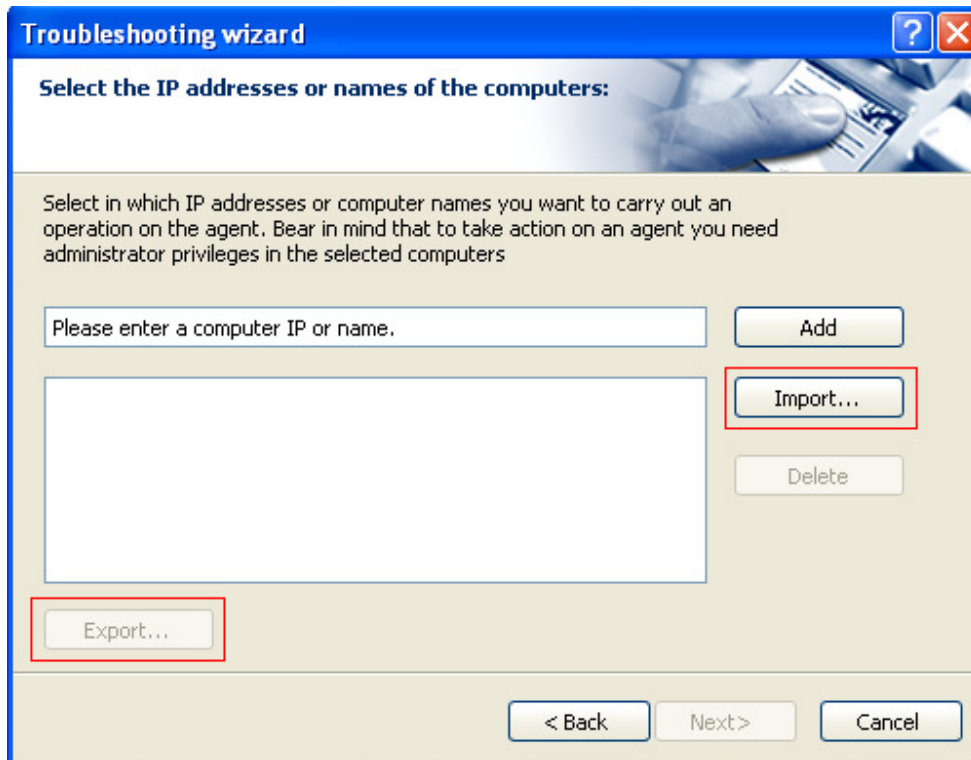 Troubleshooting wizard
Select the IP addresses or names of the computers:
Select in which IP addresses or computer names you want to carry out an
operation on the agent. Bear in mind that to take action on an agent you need
administrator privileges in the selected computers
Please enter a computer IP or name.
Add
Import...
Delete
Export...
< Back
Next>
Cancel